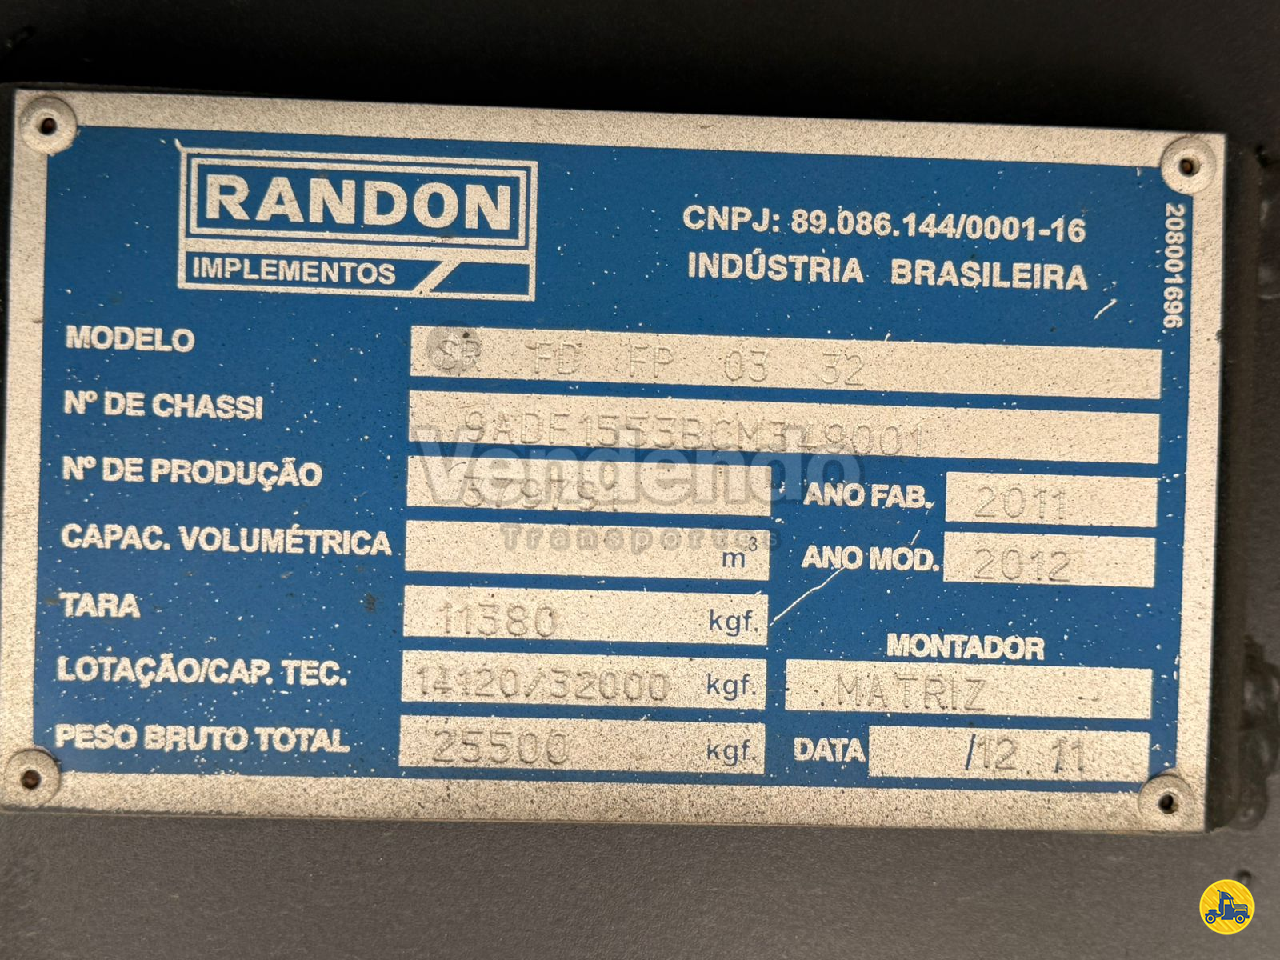 RANDON
IMPLEMENTOS
CNPJ: 89.086.144/0001-16
INDÚSTRIA BRASILEIRA
208001696
MODELO SR FD FP 03 32
Nº DE CHASSI
Nº DE PRODUÇÃO
ANO FAB. 2011
CAPAC. VOLUMÉTRICA m³
ANO MOD. 2012
TARA 11380 kgf.
MONTADOR
LOTAÇÃO/CAP. TEC. 14120/32000 kgf.
MATRIZ
PESO BRUTO TOTAL 25500 kgf.
DATA /12.11
Vendendo
Transportes